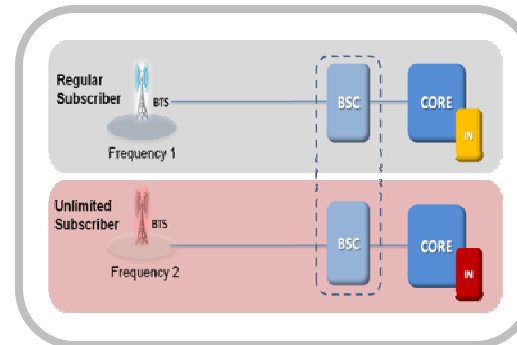 Regular
Subscriber
BTS
BSC
CORE
IN
Frequency 1
Unlimited
Subscriber
BTS
BSC
CORE
IN
Frequency 2